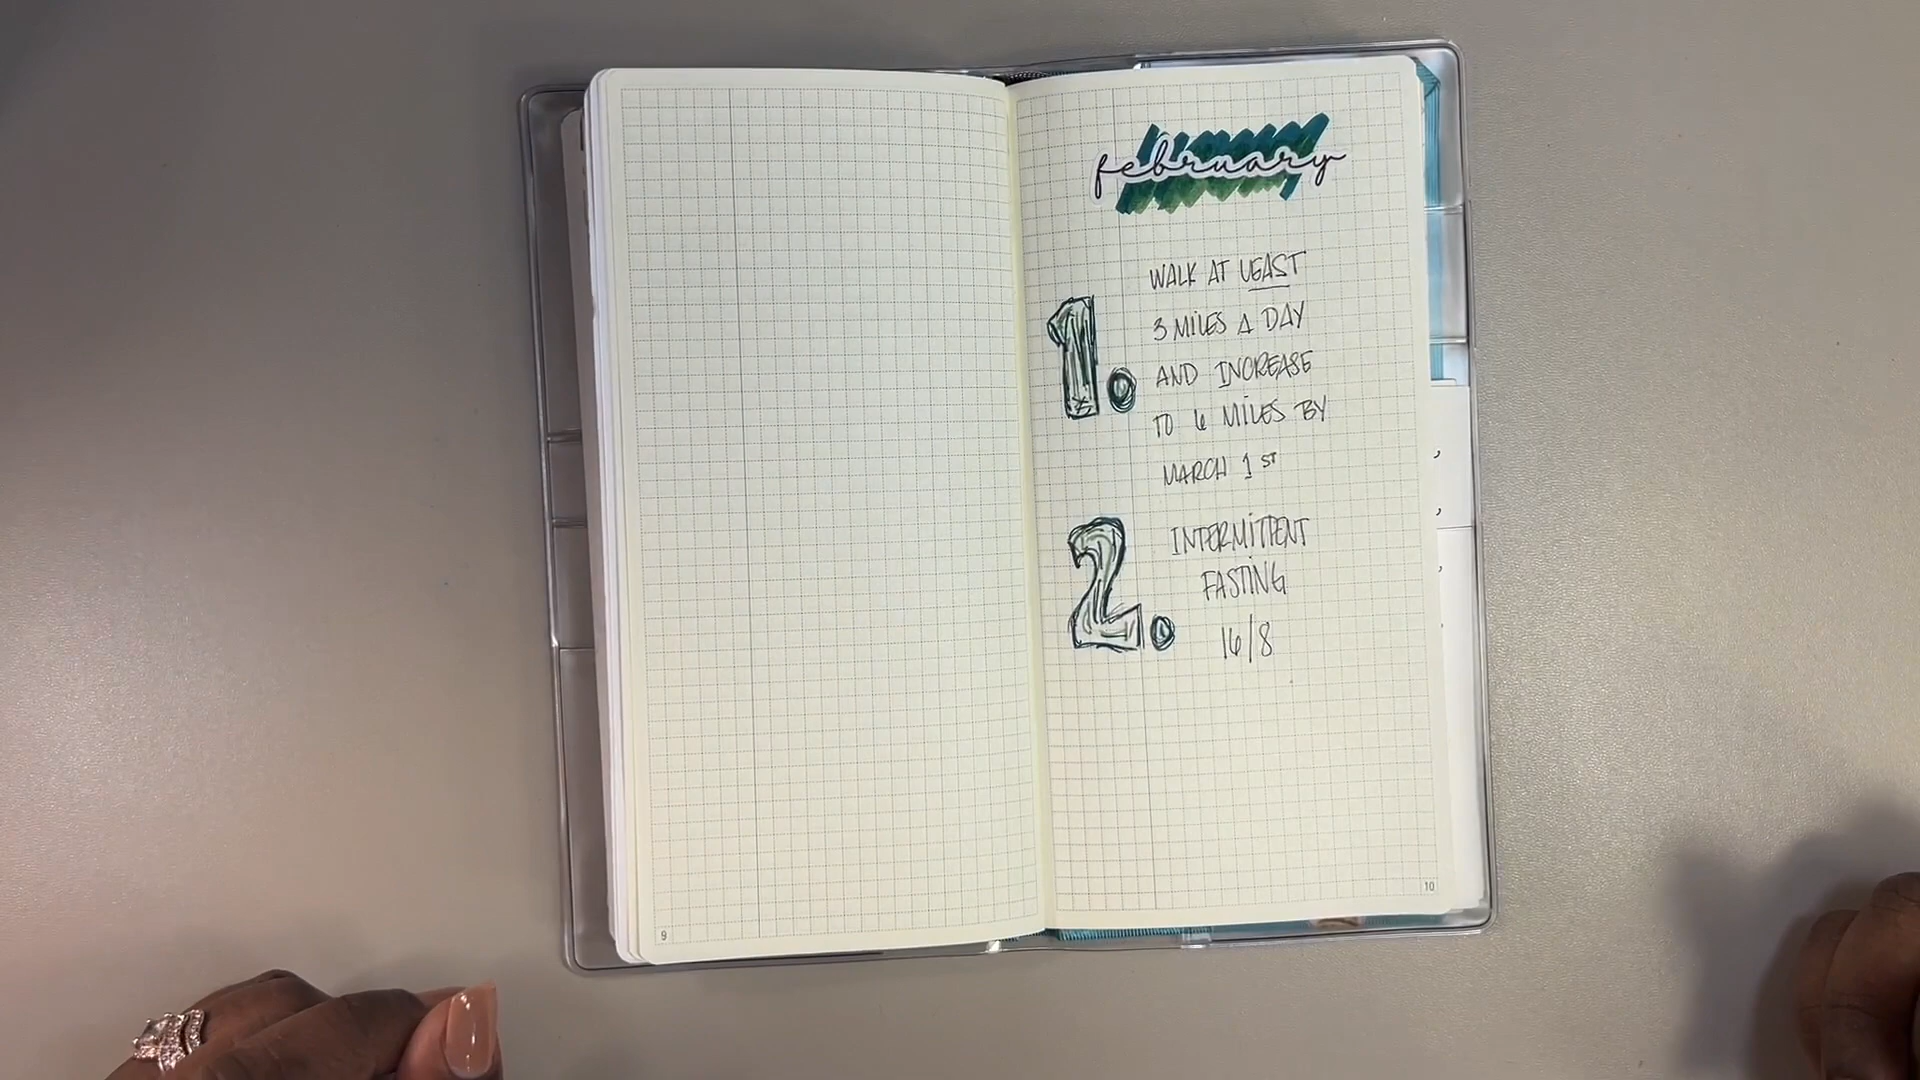 february
1.
WALK AT LEAST
3 MILES A DAY
AND INCREASE
TO 6 MILES BY
MARCH 1ST
2.
INTERMITTENT
FASTING
16/8
9
10